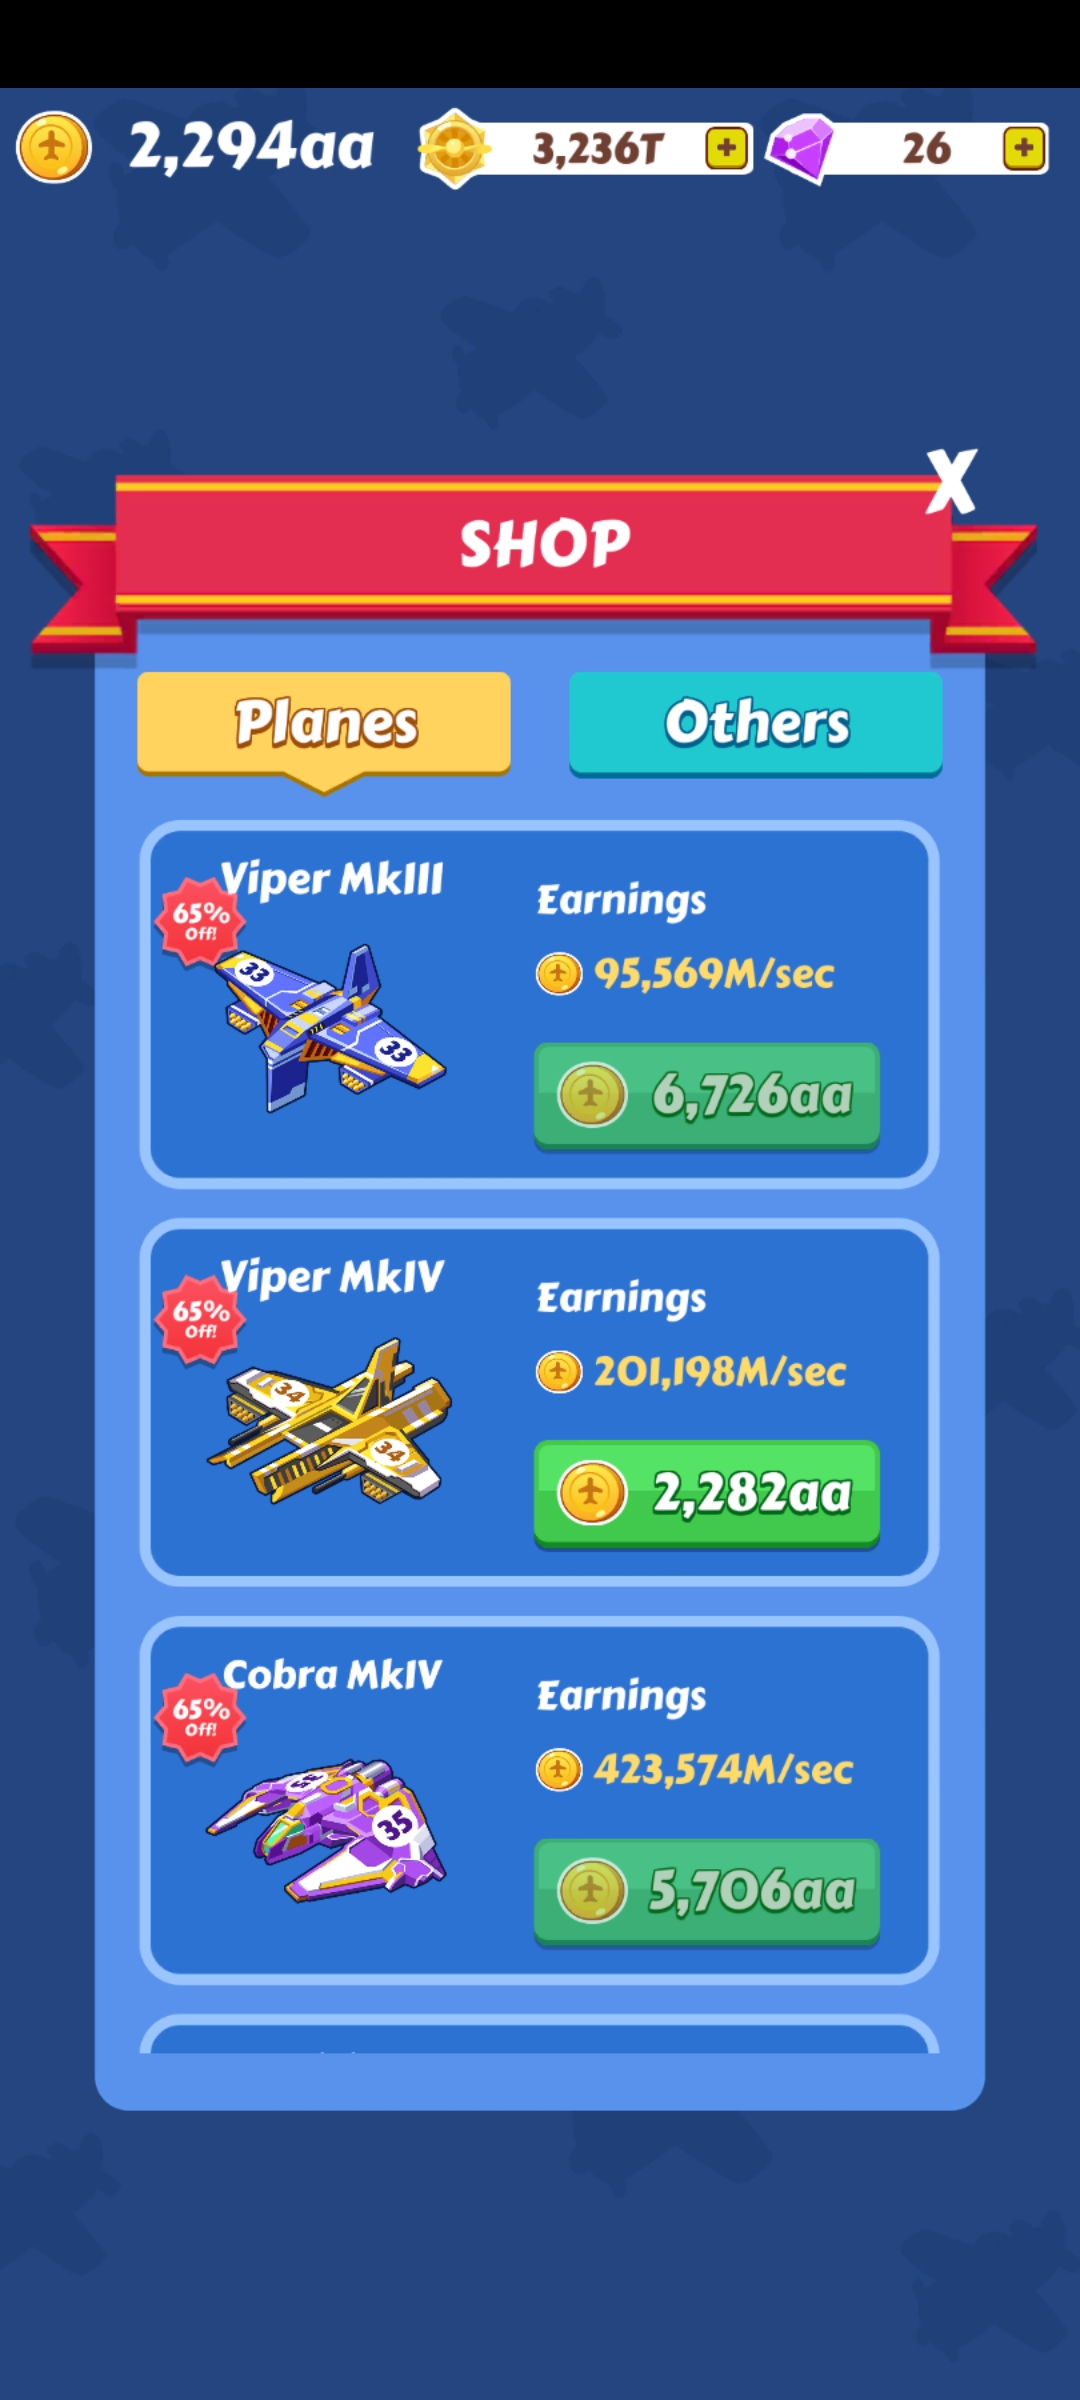 2,294aa
3,236T
+
26
+
X
SHOP
Planes
Others
Viper MkIII
65%
Off!
33
33
Earnings
95,569M/sec
6,726aa
Viper MkIV
65%
Off!
34
34
Earnings
201,198M/sec
2,282aa
Cobra MkIV
65%
Off!
35
35
Earnings
423,574M/sec
5,706aa